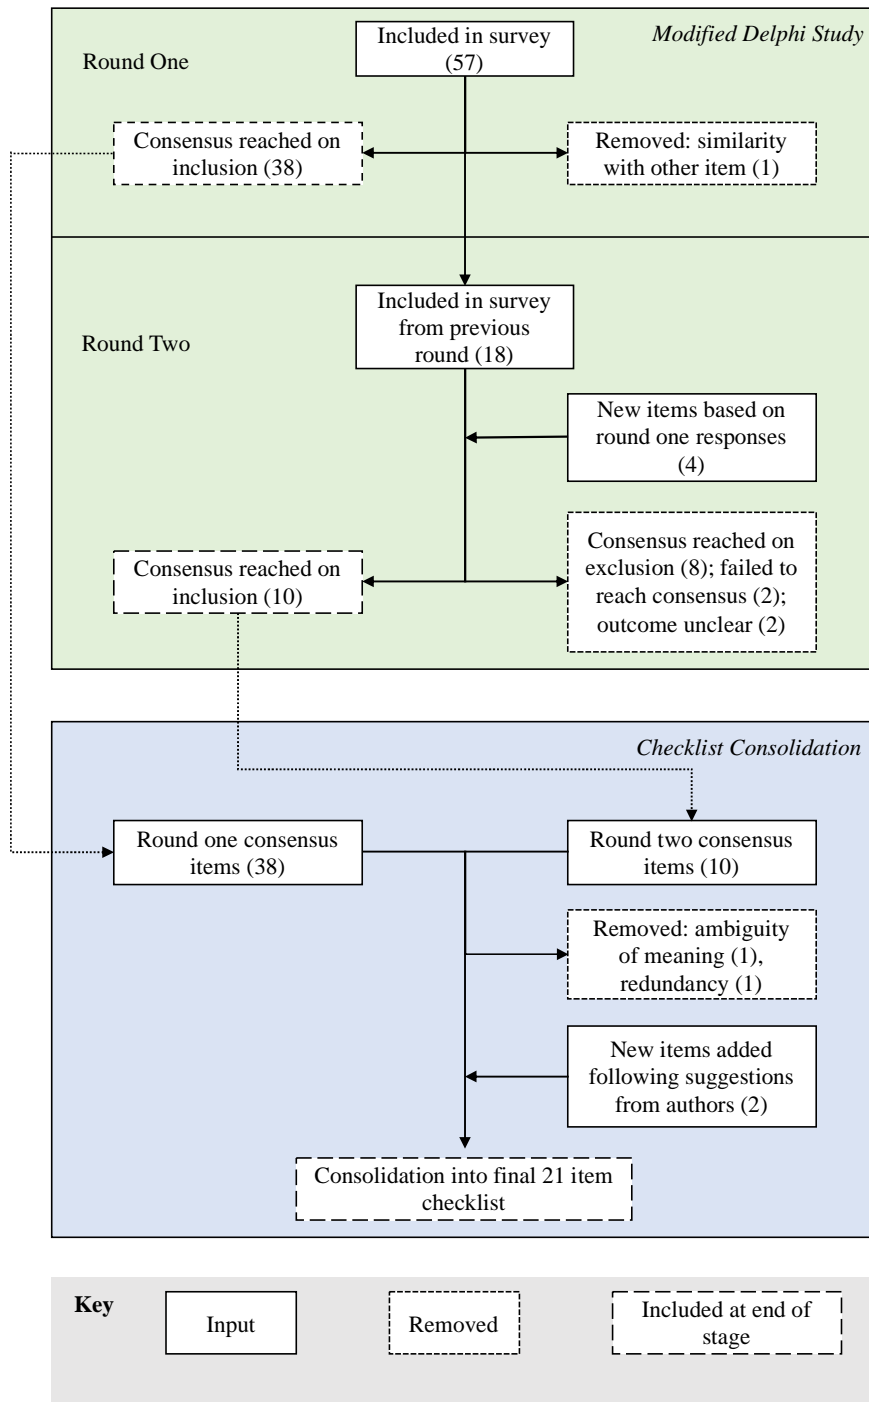 Modified Delphi Study
Round One
Included in survey
(57)
Consensus reached on
inclusion (38)
Removed: similarity
with other item (1)
Round Two
Included in survey
from previous
round (18)
New items based on
round one responses
(4)
Consensus reached on
inclusion (10)
Consensus reached on
exclusion (8); failed to
reach consensus (2);
outcome unclear (2)
Checklist Consolidation
Round one consensus
items (38)
Round two consensus
items (10)
Removed: ambiguity
of meaning (1),
redundancy (1)
New items added
following suggestions
from authors (2)
Consolidation into final 21 item
checklist
Key
Input
Removed
Included at end of
stage